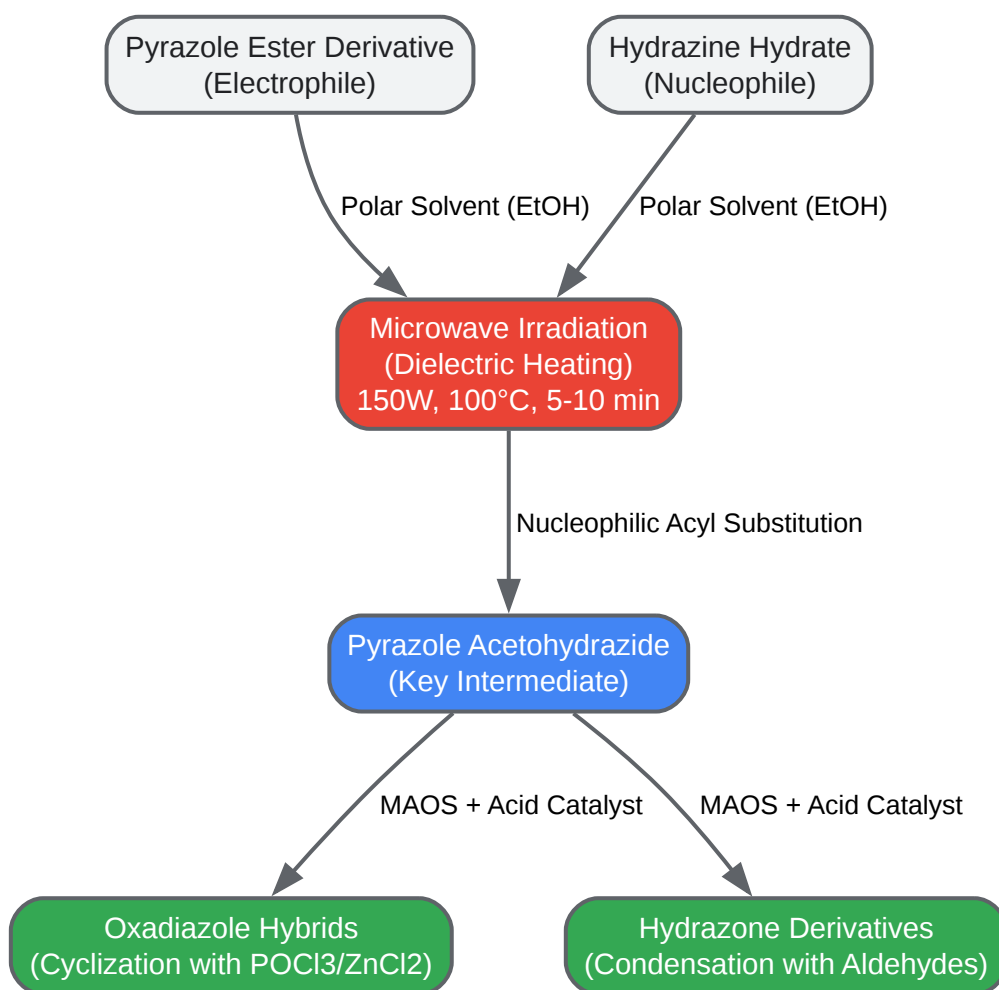 Pyrazole Ester Derivative
(Electrophile)
Hydrazine Hydrate
(Nucleophile)
Polar Solvent (EtOH)
Polar Solvent (EtOH)
Microwave Irradiation
(Dielectric Heating)
150W, 100°C, 5-10 min
Nucleophilic Acyl Substitution
Pyrazole Acetohydrazide
(Key Intermediate)
MAOS + Acid Catalyst
MAOS + Acid Catalyst
Oxadiazole Hybrids
(Cyclization with POCl3/ZnCl2)
Hydrazone Derivatives
(Condensation with Aldehydes)